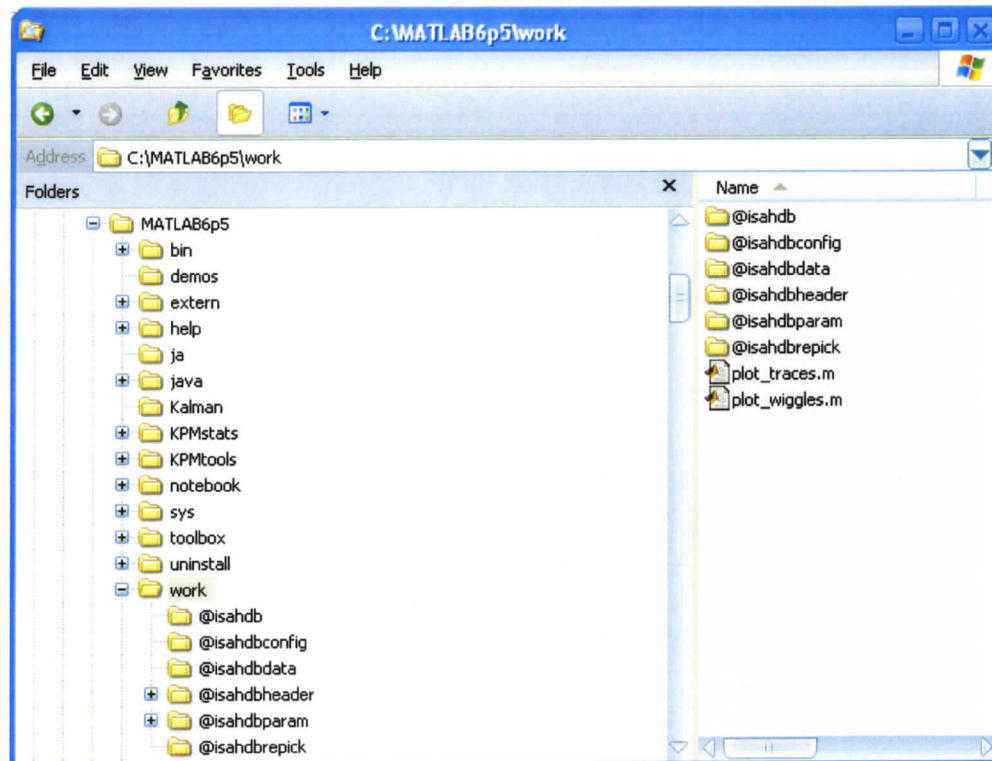 C:\MATLAB6p5\work
File Edit View Favorites Tools Help
Address C:\MATLAB6p5\work
Folders
MATLAB6p5
bin
demos
extern
help
ja
java
Kalman
KPMstats
KPMtools
notebook
sys
toolbox
uninstall
work
@isahdb
@isahdbconfig
@isahdbdata
@isahdbheader
@isahdbparam
@isahdbrepick
Name
@isahdb
@isahdbconfig
@isahdbdata
@isahdbheader
@isahdbparam
@isahdbrepick
plot_traces.m
plot_wiggles.m